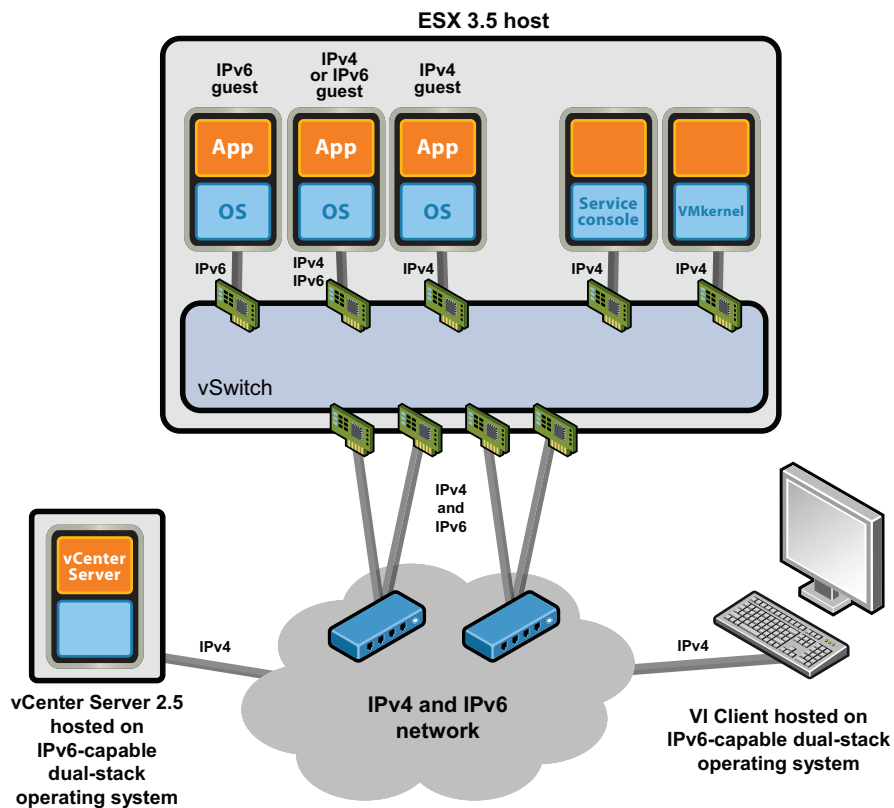 ESX 3.5 host
IPv6
guest
IPv4
or IPv6
guest
IPv4
guest
App
App
App
OS
OS
OS
Service
console
VMkernel
IPv6
IPv4
IPv6
IPv4
IPv4
IPv4
vSwitch
IPv4
and
IPv6
vCenter
Server
IPv4
IPv4
IPv4 and IPv6
network
vCenter Server 2.5
hosted on
IPv6-capable
dual-stack
operating system
VI Client hosted on
IPv6-capable dual-stack
operating system